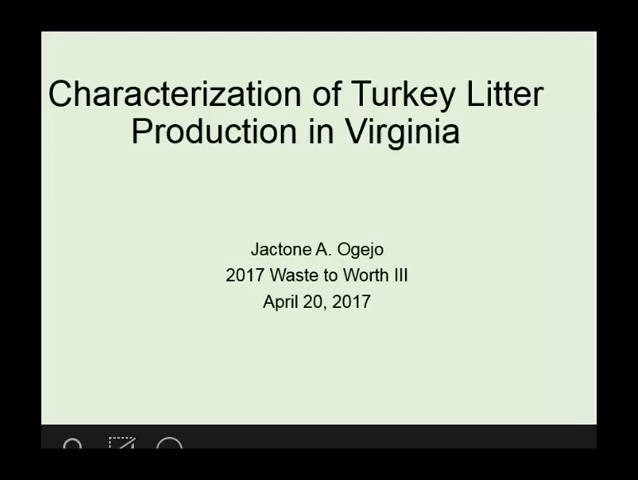 Characterization of Turkey Litter
Production in Virginia
Jactone A. Ogejo
2017 Waste to Worth III
April 20, 2017